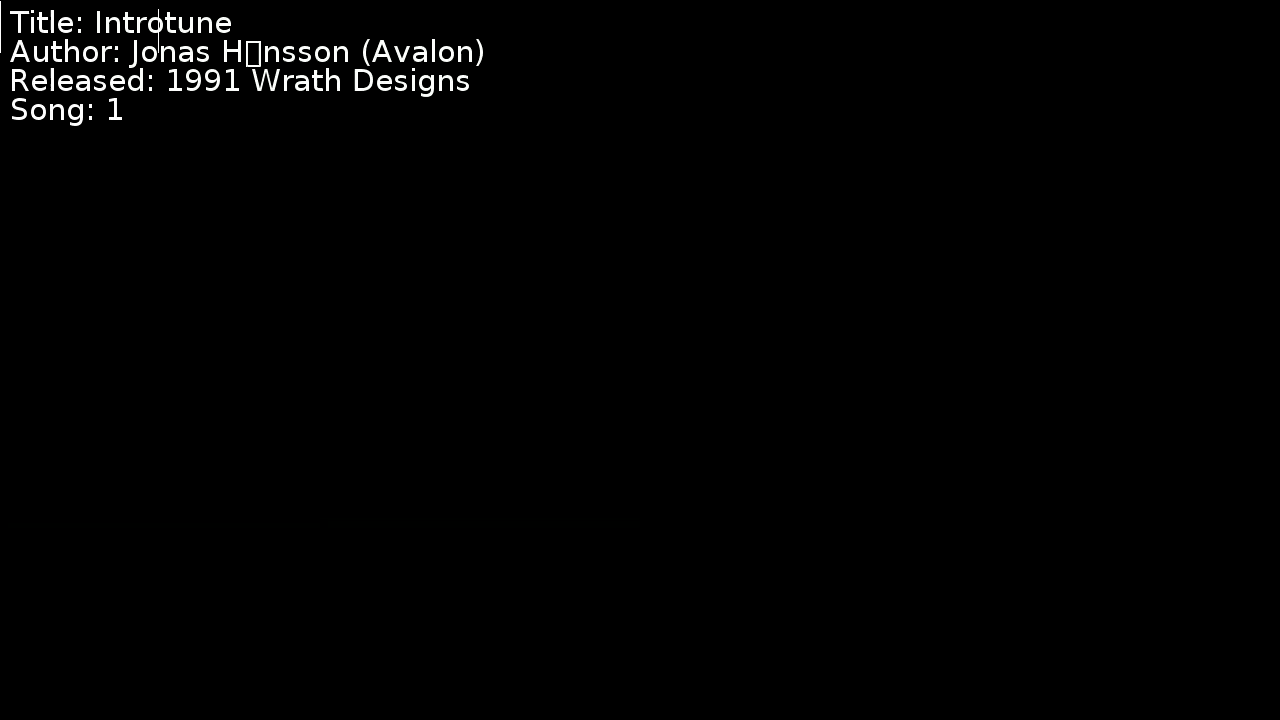 Title: Introtune
Author: Jonas H▯nsson (Avalon)
Released: 1991 Wrath Designs
Song: 1